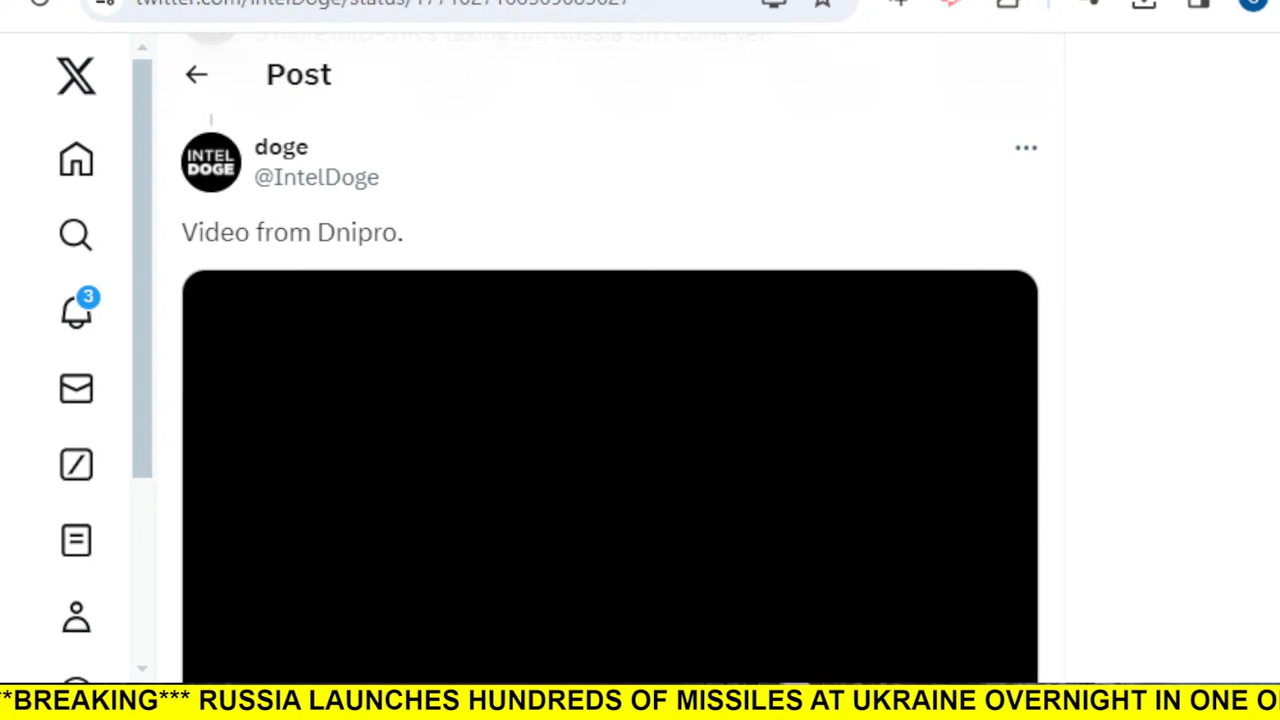 Post
INTEL
DOGE
doge
@IntelDoge
Video from Dnipro.
3
**BREAKING*** RUSSIA LAUNCHES HUNDREDS OF MISSILES AT UKRAINE OVERNIGHT IN ONE O